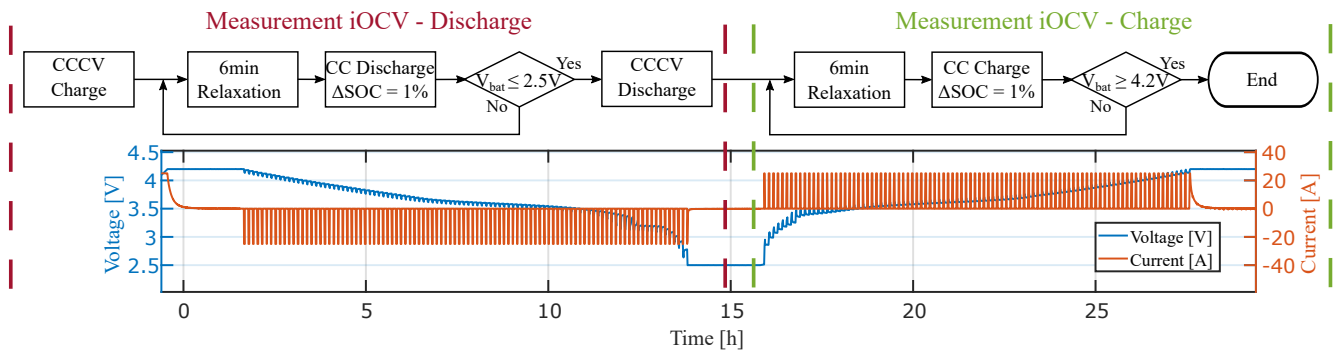 Measurement iOCV - Discharge
Measurement iOCV - Charge
CCCV
Charge
6min
Relaxation
CC Discharge
ΔSOC = 1%
V_bat ≤ 2.5V
Yes
No
CCCV
Discharge
6min
Relaxation
CC Charge
ΔSOC = 1%
V_bat ≥ 4.2V
Yes
No
End
4.5
4
3.5
3
2.5
Voltage [V]
40
20
0
-20
-40
Current [A]
Voltage [V]
Current [A]
0
5
10
15
20
25
Time [h]